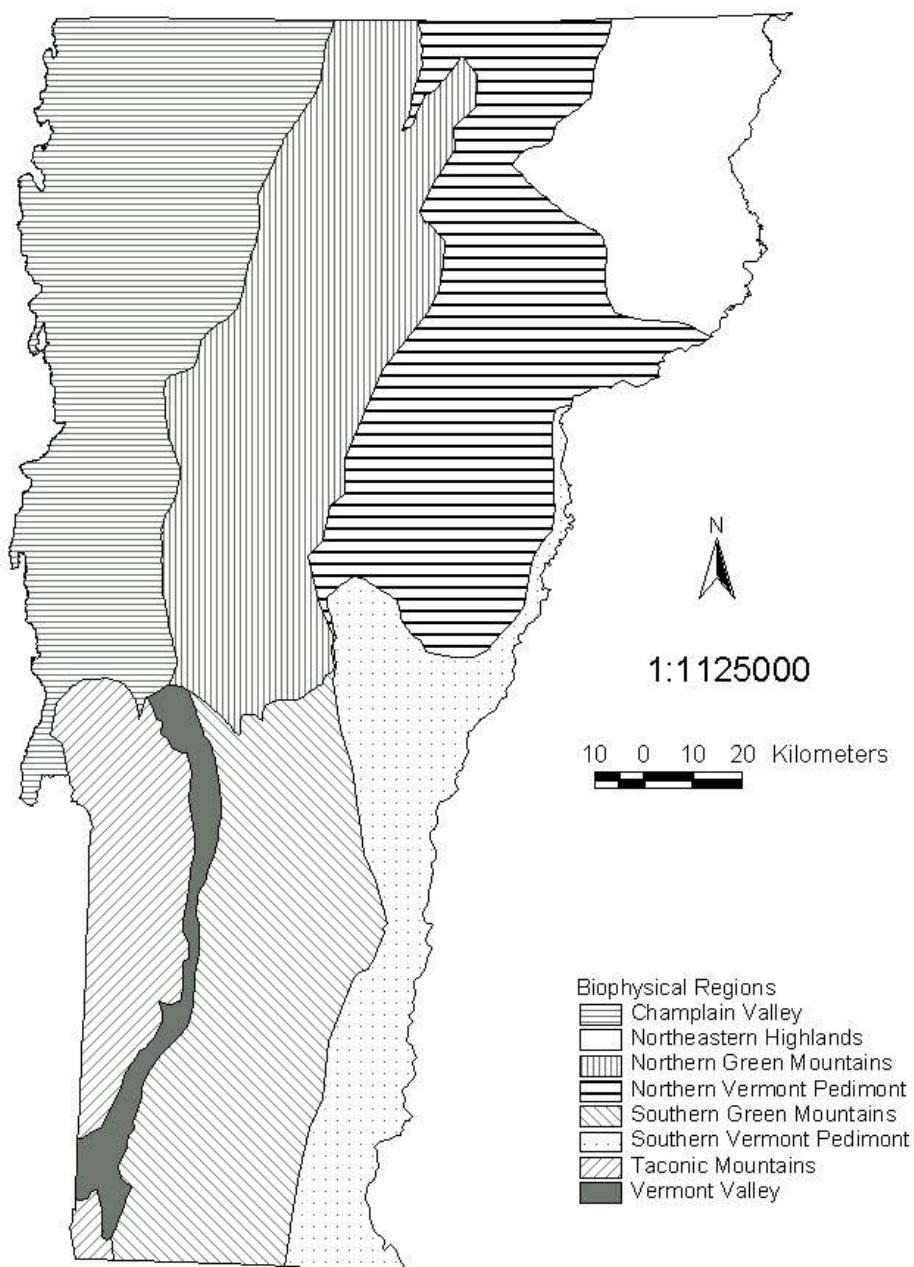 N
1:1125000
10 0 10 20 Kilometers
Biophysical Regions
Champlain Valley
Northeastern Highlands
Northern Green Mountains
Northern Vermont Pedimont
Southern Green Mountains
Southern Vermont Pedimont
Taconic Mountains
Vermont Valley